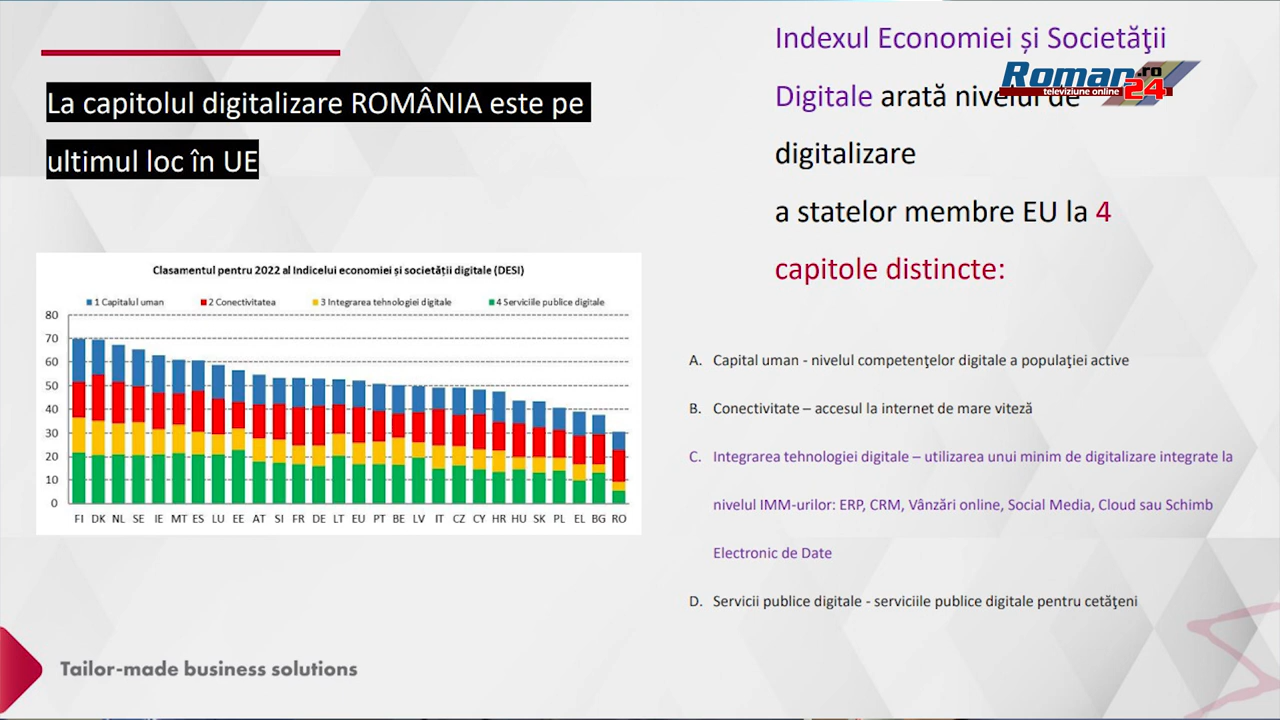 La capitolul digitalizare ROMÂNIA este pe
ultimul loc în UE
Indexul Economiei și Societăţii
Digitale arată nivelul de
digitalizare
a statelor membre EU la 4
capitole distincte:
Roman.ro
televiziune online 24
Clasamentul pentru 2022 al Indicelui economiei și societății digitale (DESI)
1 Capitalul uman 2 Conectivitatea 3 Integrarea tehnologiei digitale 4 Serviciile publice digitale
80
70
60
50
40
30
20
10
0
FI DK NL SE IE MT ES LU EE AT SI FR DE LT EU PT BE LV IT CZ CY HR HU SK PL EL BG RO
A. Capital uman - nivelul competenţelor digitale a populaţiei active
B. Conectivitate – accesul la internet de mare viteză
C. Integrarea tehnologiei digitale – utilizarea unui minim de digitalizare integrate la
nivelul IMM-urilor: ERP, CRM, Vânzări online, Social Media, Cloud sau Schimb
Electronic de Date
D. Servicii publice digitale - serviciile publice digitale pentru cetăţeni
Tailor-made business solutions